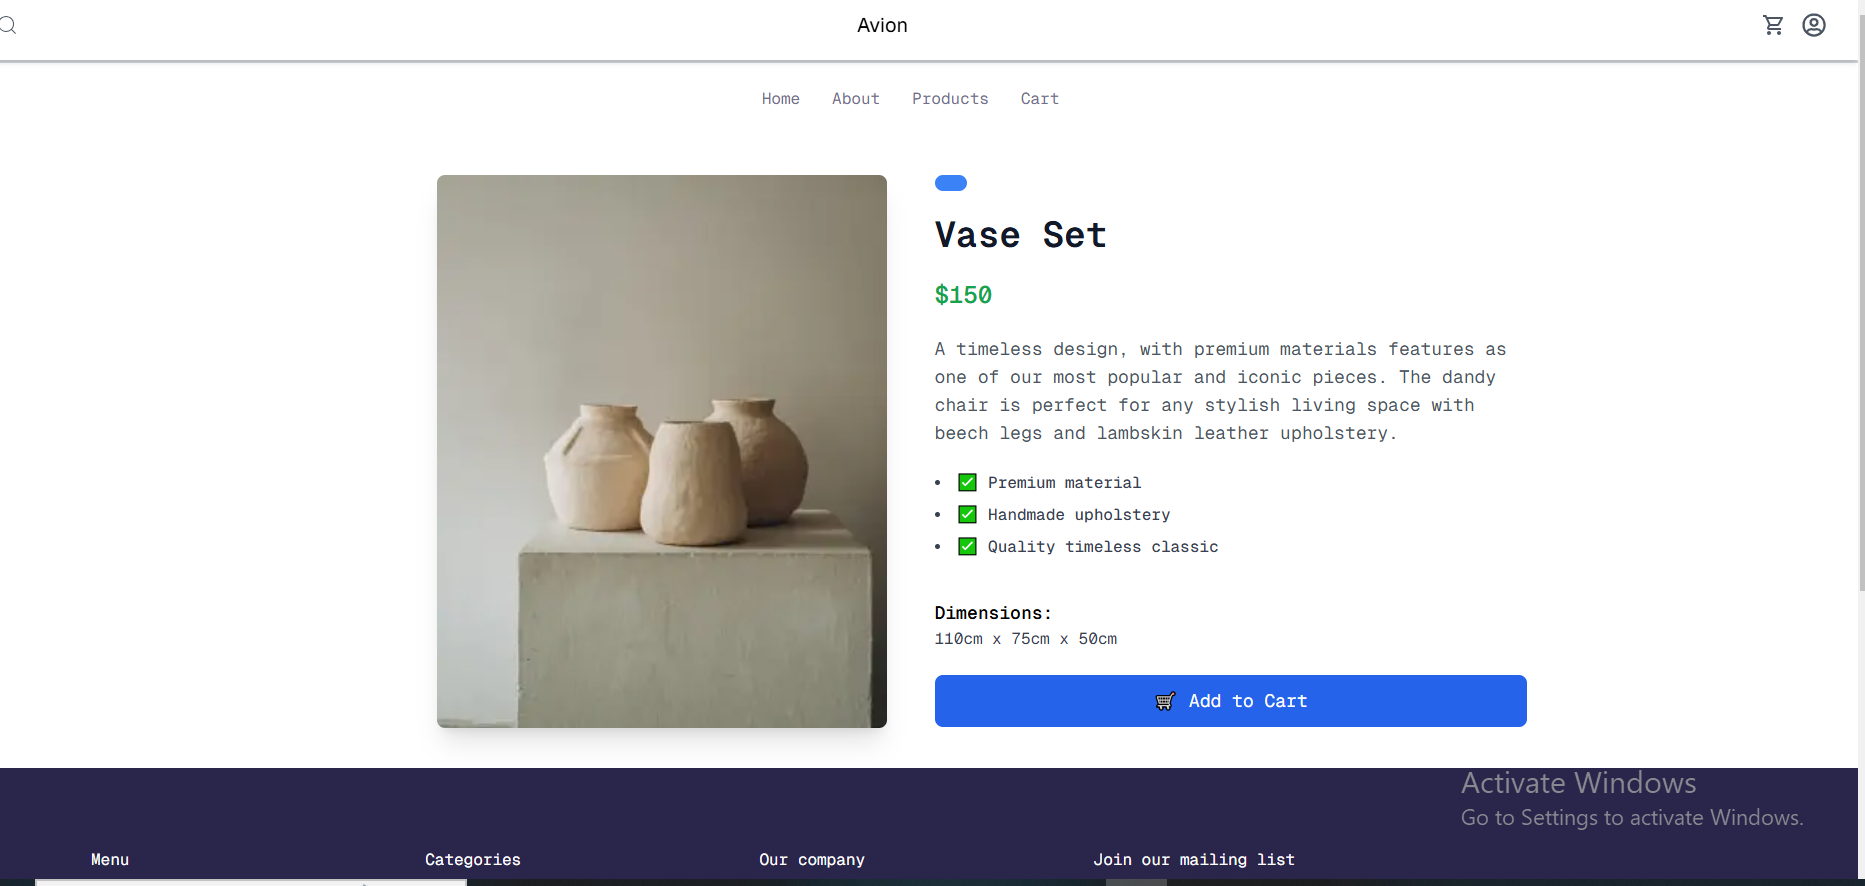 Avion
Home About Products Cart
Vase Set
$150
A timeless design, with premium materials features as
one of our most popular and iconic pieces. The dandy
chair is perfect for any stylish living space with
beech legs and lambskin leather upholstery.
• ✅ Premium material
• ✅ Handmade upholstery
• ✅ Quality timeless classic
Dimensions:
110cm x 75cm x 50cm
🛒 Add to Cart
Activate Windows
Go to Settings to activate Windows.
Menu Categories Our company Join our mailing list